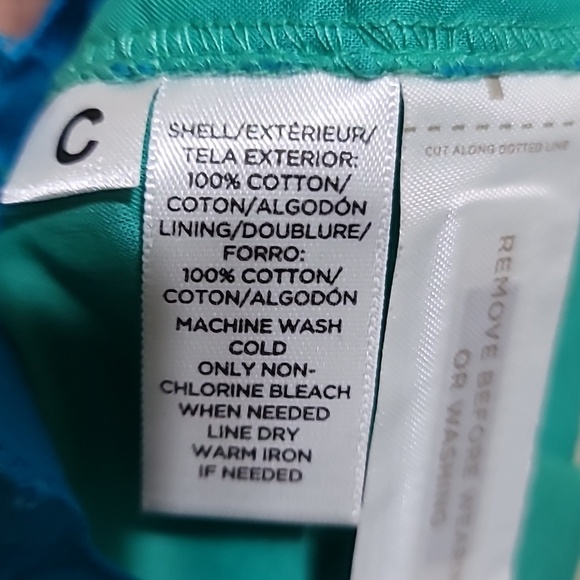 C
SHELL/EXTÉRIEUR/
TELA EXTERIOR:
100% COTTON/
COTON/ALGODÓN
LINING/DOUBLURE/
FORRO:
100% COTTON/
COTON/ALGODÓN
MACHINE WASH
COLD
ONLY NON-
CHLORINE BLEACH
WHEN NEEDED
LINE DRY
WARM IRON
IF NEEDED
CUT ALONG DOTTED LINE
REMOVE BEFORE WEAR
OR WASHING